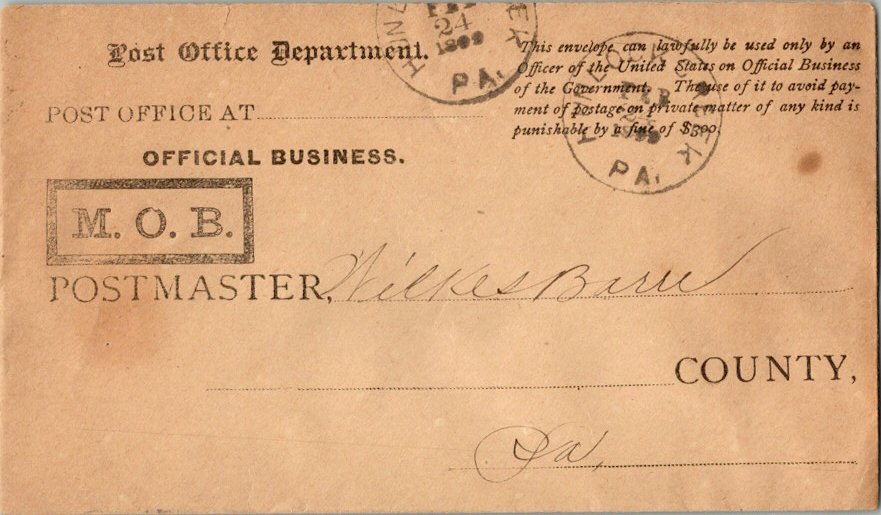 FEB
24
1899
PA.
Post Office Department.
POST OFFICE AT
OFFICIAL BUSINESS.
This envelope can lawfully be used only by an
Officer of the United States on Official Business
of the Government. The use of it to avoid pay-
ment of postage on private matter of any kind is
punishable by a fine of $300.
PA.
M. O. B.
POSTMASTER, Wilkes Barre
COUNTY,
Pa,